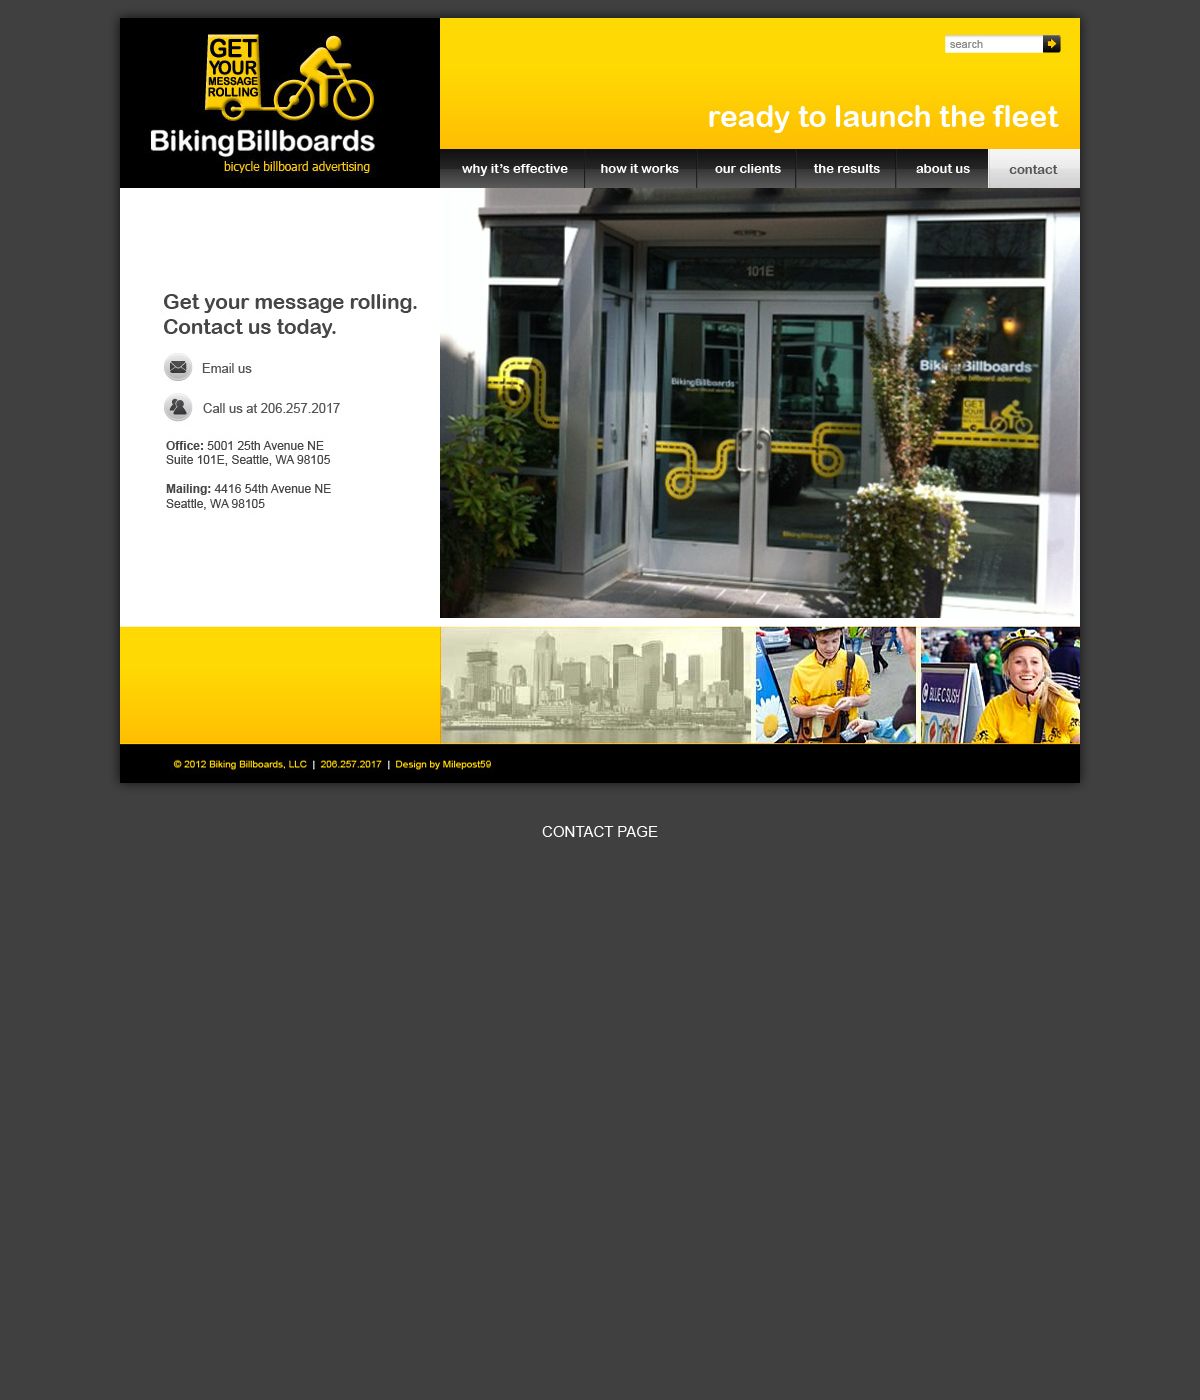 GET
YOUR
MESSAGE
ROLLING
BikingBillboards
bicycle billboard advertising
search
ready to launch the fleet
why it's effective
how it works
our clients
the results
about us
contact
Get your message rolling.
Contact us today.
Email us
Call us at 206.257.2017
Office: 5001 25th Avenue NE
Suite 101E, Seattle, WA 98105
Mailing: 4416 54th Avenue NE
Seattle, WA 98105
101E
BikingBillboards™
BikingBillboards™
bicycle billboard advertising.
GET
YOUR
BLUE C SUSHI
© 2012 Biking Billboards, LLC | 206.257.2017 | Design by Milepost59
CONTACT PAGE